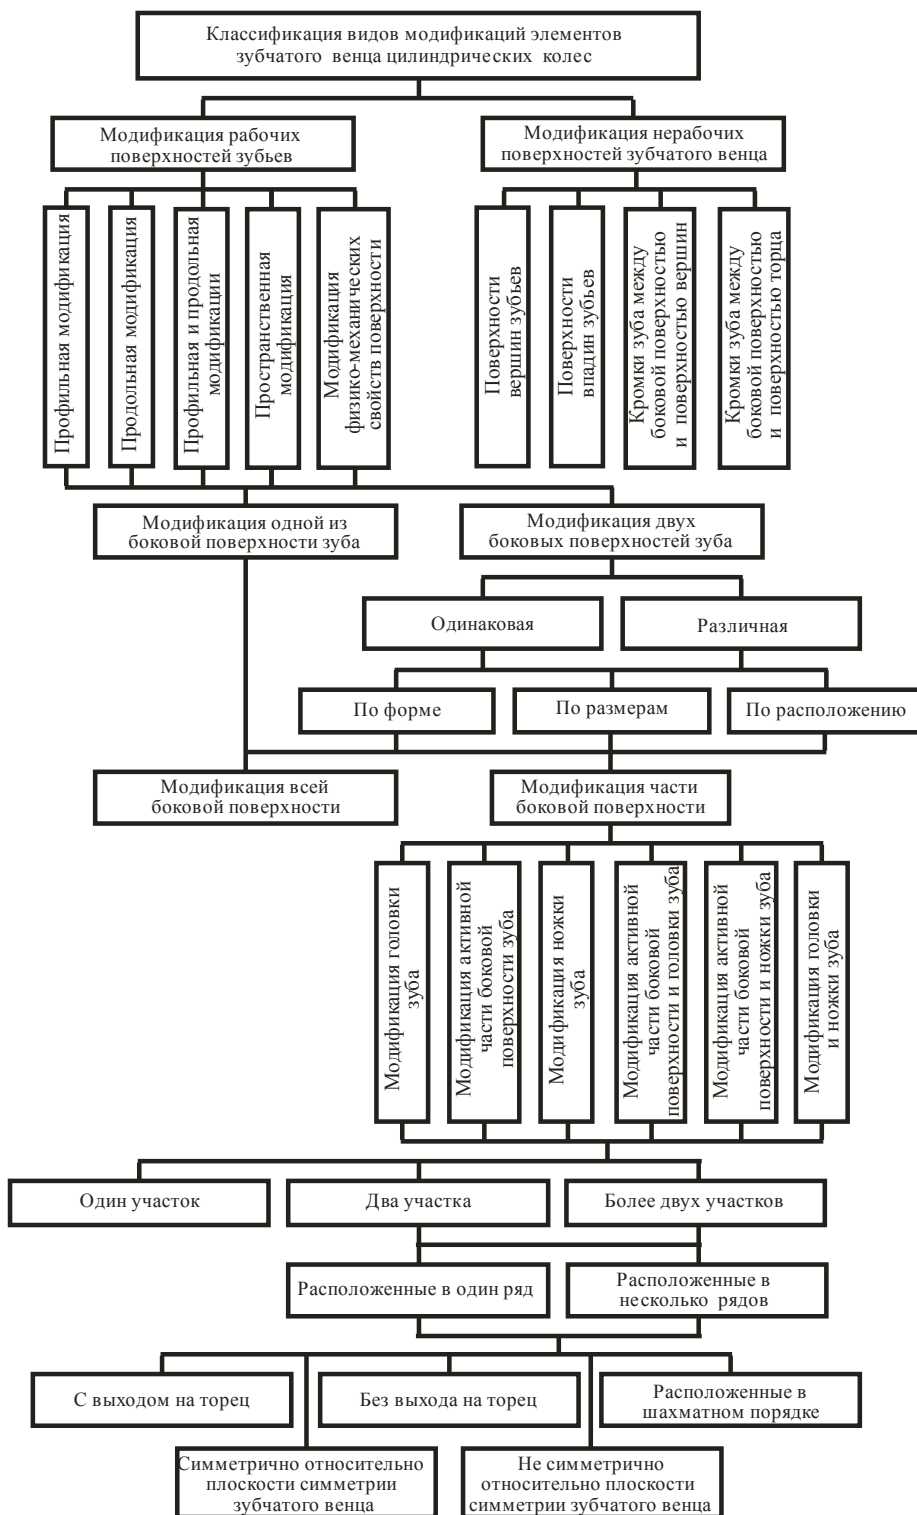 Классификация видов модификаций элементов
зубчатого венца цилиндрических колес
Модификация рабочих
поверхностей зубьев
Модификация нерабочих
поверхностей зубчатого венца
Профильная модификация
Продольная модификация
Профильная и продольная
модификации
Пространственная
модификация
Модификация
физико-механических
свойств поверхности
Поверхности
вершин зубьев
Поверхности
впадин зубьев
Кромки зуба между
боковой поверхностью
и поверхностью вершин
Кромки зуба между
боковой поверхностью
и поверхностью торца
Модификация одной из
боковой поверхности зуба
Модификация двух
боковых поверхностей зуба
Одинаковая
Различная
По форме
По размерам
По расположению
Модификация всей
боковой поверхности
Модификация части
боковой поверхности
Модификация головки
зуба
Модификация активной
части боковой
поверхности зуба
Модификация ножки
зуба
Модификация активной
части боковой
поверхности и головки зуба
Модификация активной
части боковой
поверхности и ножки зуба
Модификация головки
и ножки зуба
Один участок
Два участка
Более двух участков
Расположенные в один ряд
Расположенные в
несколько рядов
С выходом на торец
Без выхода на торец
Расположенные в
шахматном порядке
Симметрично относительно
плоскости симметрии
зубчатого венца
Не симметрично
относительно плоскости
симметрии зубчатого венца